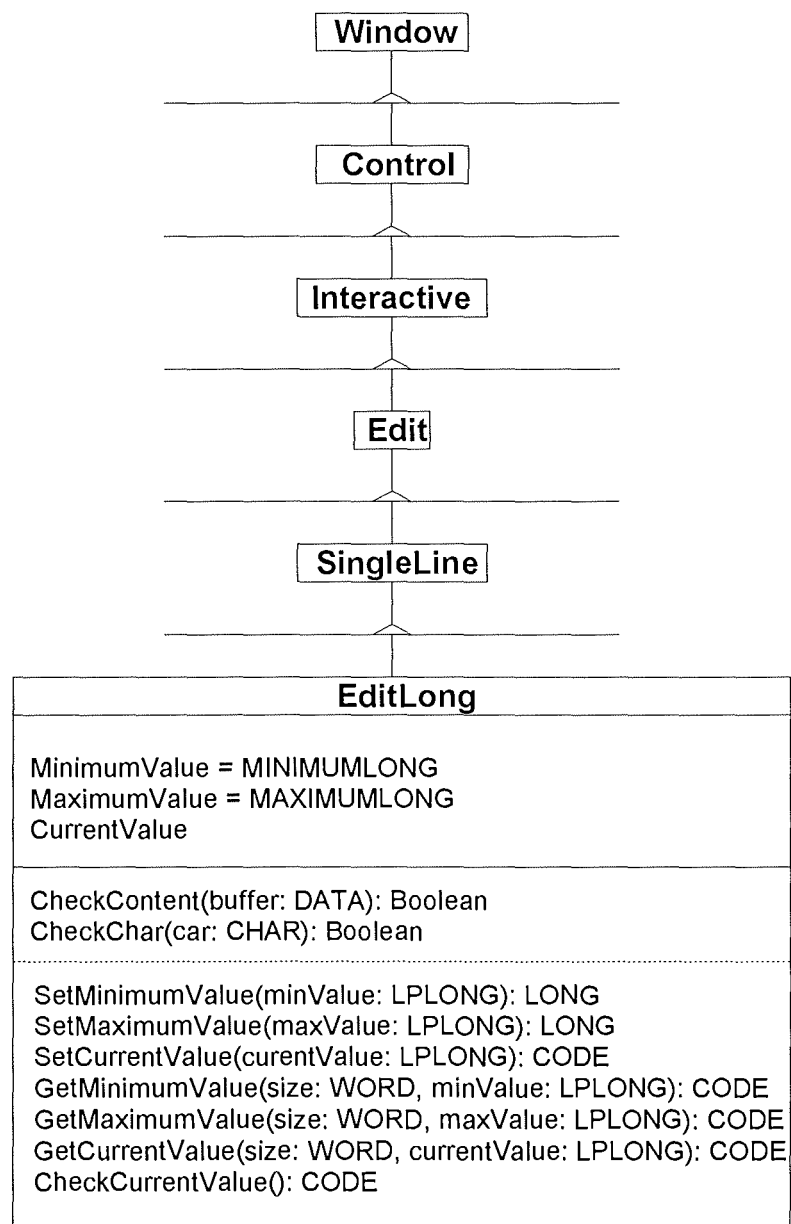 Window
Control
Interactive
Edit
SingleLine
EditLong
MinimumValue = MINIMUMLONG
MaximumValue = MAXIMUMLONG
CurrentValue
CheckContent(buffer: DATA): Boolean
CheckChar(car: CHAR): Boolean
SetMinimumValue(minValue: LPLONG): LONG
SetMaximumValue(maxValue: LPLONG): LONG
SetCurrentValue(curentValue: LPLONG): CODE
GetMinimumValue(size: WORD, minValue: LPLONG): CODE
GetMaximumValue(size: WORD, maxValue: LPLONG): CODE
GetCurrentValue(size: WORD, currentValue: LPLONG): CODE
CheckCurrentValue(): CODE